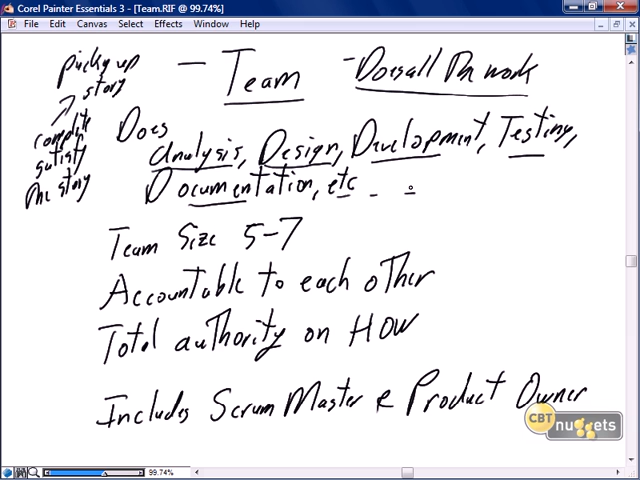 Corel Painter Essentials 3 - [Team.RIF @ 99.74%]
File Edit Canvas Select Effects Window Help
Pick up story
complete satisfy the story
— Team
- Does all the work
Does
Analysis, Design, Development, Testing,
Documentation, etc - -
Team Size 5-7
Accountable to each other
Total authority on HOW
Includes Scrum Master & Product Owner
CBT nuggets
99.74%